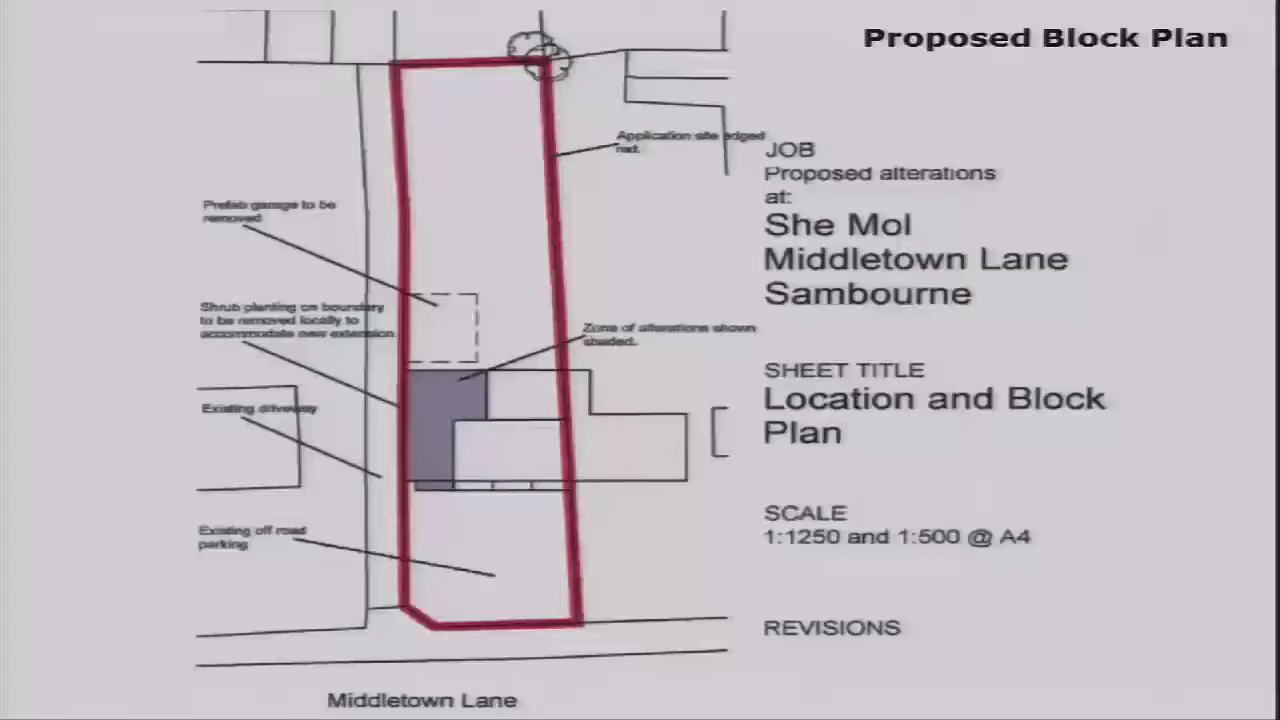 Proposed Block Plan
Application site edged
red.
JOB
Proposed alterations
at:
She Mol
Middletown Lane
Sambourne
Prefab garage to be
removed
Shrub planting on boundary
to be removed locally to
accommodate new extension
Zone of alterations shown
shaded.
SHEET TITLE
Location and Block
Plan
Existing driveway
Existing off road
parking
SCALE
1:1250 and 1:500 @ A4
REVISIONS
Middletown Lane